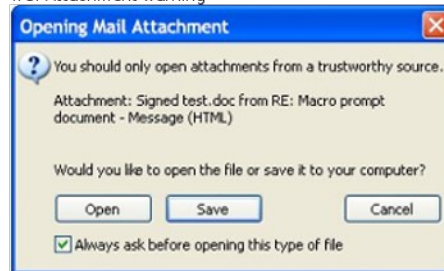 Opening Mail Attachment
You should only open attachments from a trustworthy source.
Attachment: Signed test.doc from RE: Macro prompt
document - Message (HTML)
Would you like to open the file or save it to your computer?
Open Save Cancel
Always ask before opening this type of file